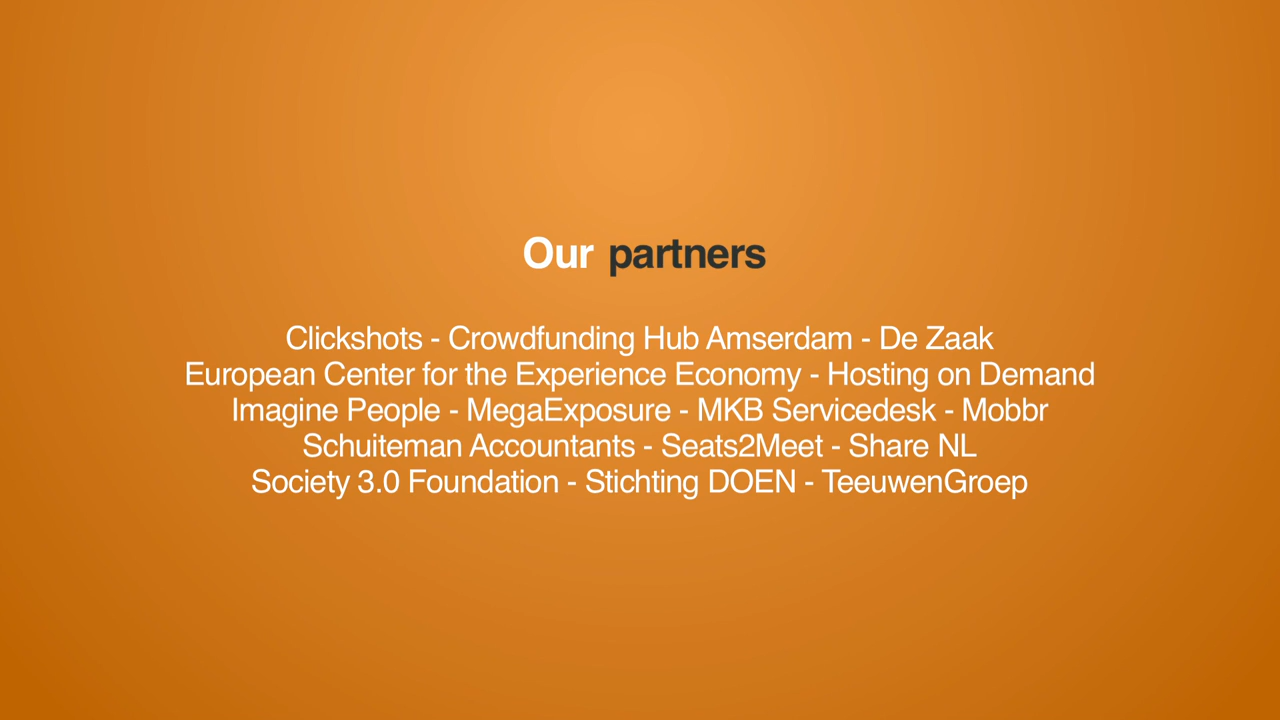 Our partners
Clickshots - Crowdfunding Hub Amserdam - De Zaak
European Center for the Experience Economy - Hosting on Demand
Imagine People - MegaExposure - MKB Servicedesk - Mobbr
Schuiteman Accountants - Seats2Meet - Share NL
Society 3.0 Foundation - Stichting DOEN - TeeuwenGroep